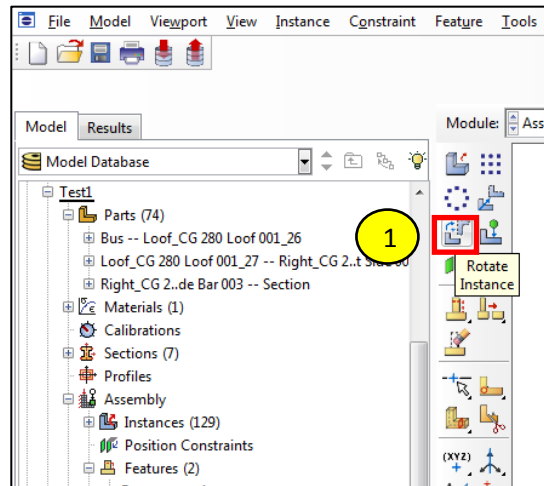 File Model Viewport View Instance Constraint Feature Tools
Model Results
Module: Ass
Model Database
Test1
Parts (74)
Bus -- Loof_CG 280 Loof 001_26
1
Loof_CG 280 Loof 001_27 -- Right_CG 2..t Side 00
Rotate
Instance
Right_CG 2..de Bar 003 -- Section
Materials (1)
Calibrations
Sections (7)
Profiles
Assembly
Instances (129)
Position Constraints
(XYZ)
Features (2)